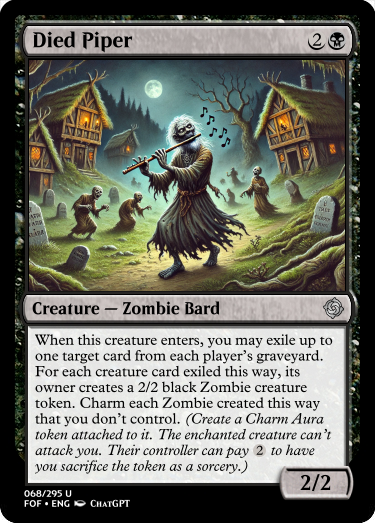 Died Piper 2
Creature — Zombie Bard
When this creature enters, you may exile up to
one target card from each player's graveyard.
For each creature card exiled this way, its
owner creates a 2/2 black Zombie creature
token. Charm each Zombie created this way
that you don't control. (Create a Charm Aura
token attached to it. The enchanted creature can't
attack you. Their controller can pay 2 to have
you sacrifice the token as a sorcery.)
2/2
068/295 U
FOF • ENG ChatGPT